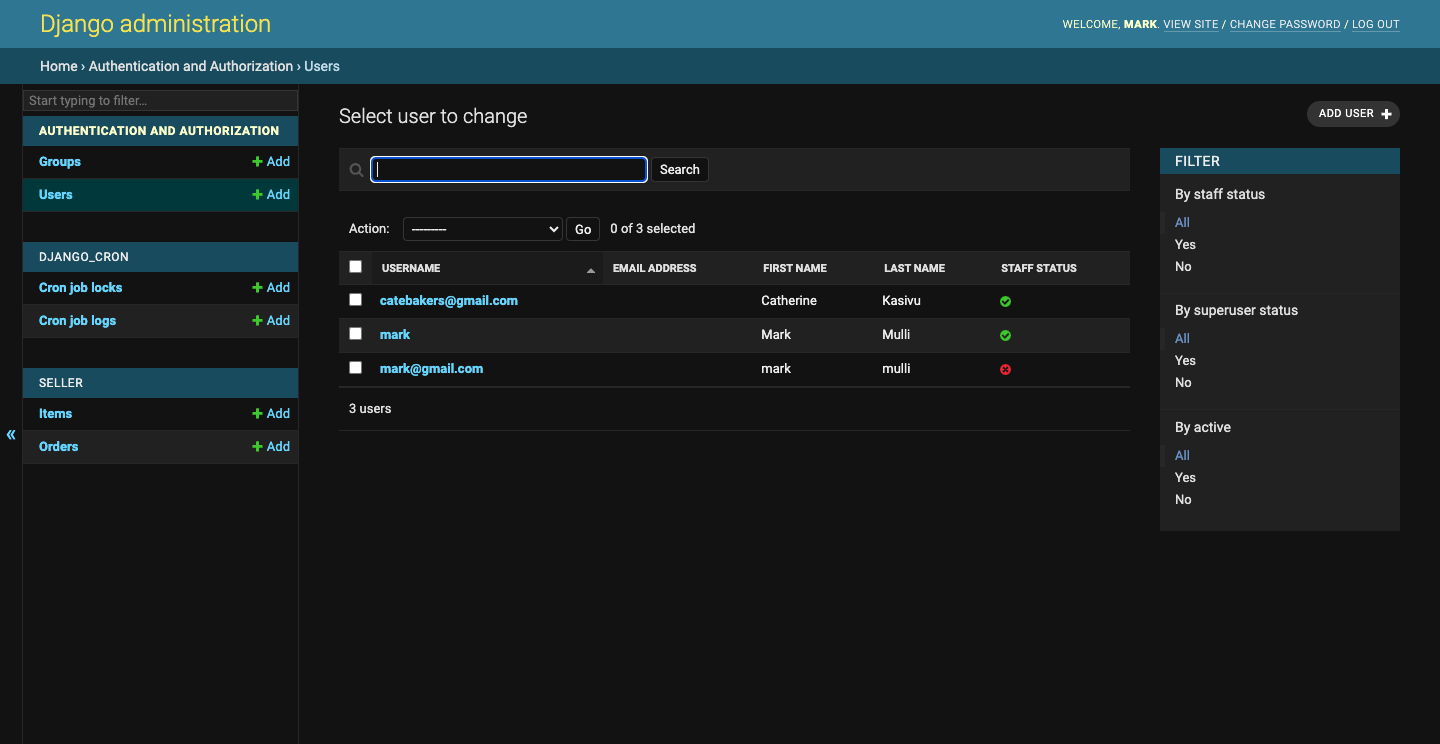 Django administration
WELCOME, MARK. VIEW SITE / CHANGE PASSWORD / LOG OUT
Home › Authentication and Authorization › Users
Start typing to filter...
AUTHENTICATION AND AUTHORIZATION
Groups + Add
Users + Add
DJANGO_CRON
Cron job locks + Add
Cron job logs + Add
SELLER
Items + Add
Orders + Add
«
Select user to change
ADD USER +
Search
Action: --------- Go 0 of 3 selected
USERNAME EMAIL ADDRESS FIRST NAME LAST NAME STAFF STATUS
catebakers@gmail.com Catherine Kasivu
mark Mark Mulli
mark@gmail.com mark mulli
3 users
FILTER
By staff status
All
Yes
No
By superuser status
All
Yes
No
By active
All
Yes
No